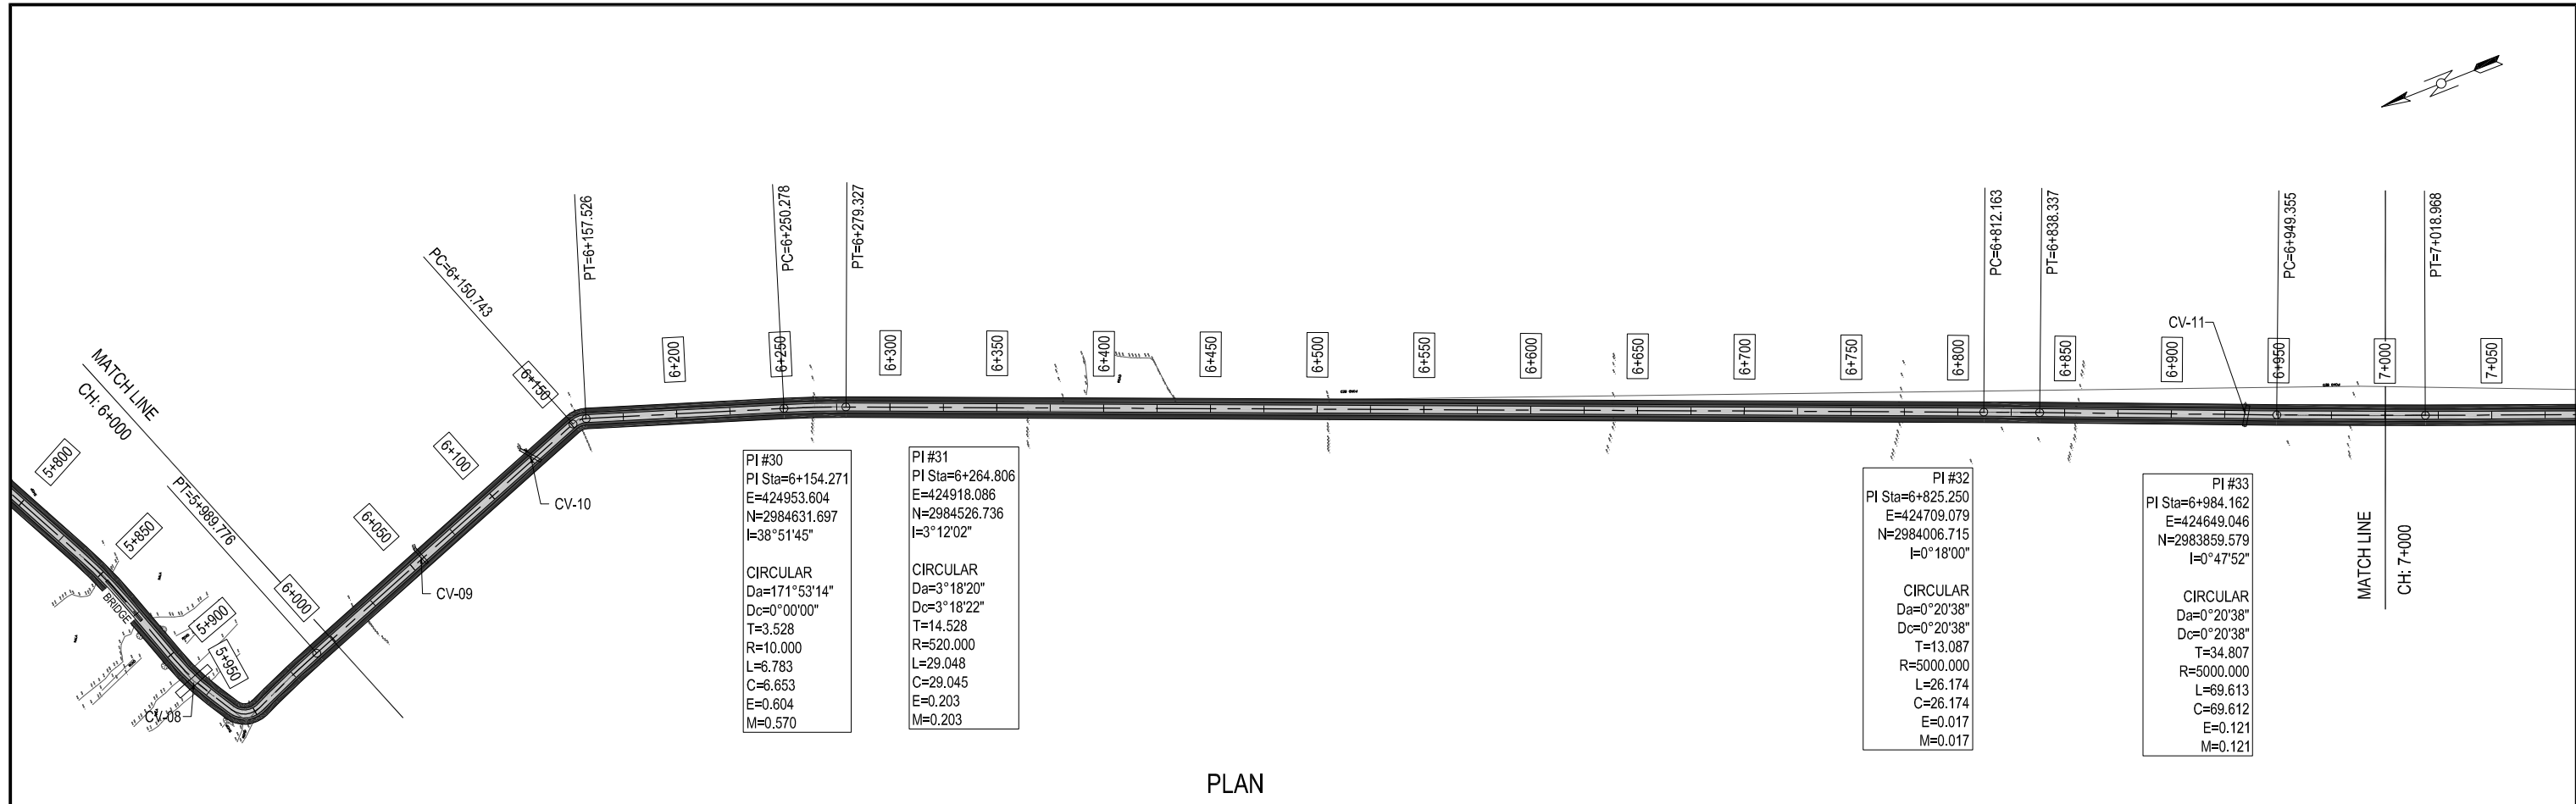 MATCH LINE
CH: 6+000
PT=5+989.776
PC=6+150.743
PT=6+157.526
PC=6+250.278
PT=6+279.327
PC=6+812.163
PT=6+838.337
PC=6+949.355
PT=7+018.968
5+800
5+850
5+900
5+950
6+000
6+050
6+100
6+150
6+200
6+250
6+300
6+350
6+400
6+450
6+500
6+550
6+600
6+650
6+700
6+750
6+800
6+850
6+900
6+950
7+000
7+050
BRIDGE
CV-08
CV-09
CV-10
CV-11
PI #30
PI Sta=6+154.271
E=424953.604
N=2984631.697
I=38°51'45"
CIRCULAR
Da=171°53'14"
Dc=0°00'00"
T=3.528
R=10.000
L=6.783
C=6.653
E=0.604
M=0.570
PI #31
PI Sta=6+264.806
E=424918.086
N=2984526.736
I=3°12'02"
CIRCULAR
Da=3°18'20"
Dc=3°18'22"
T=14.528
R=520.000
L=29.048
C=29.045
E=0.203
M=0.203
PI #32
PI Sta=6+825.250
E=424709.079
N=2984006.715
I=0°18'00"
CIRCULAR
Da=0°20'38"
Dc=0°20'38"
T=13.087
R=5000.000
L=26.174
C=26.174
E=0.017
M=0.017
PI #33
PI Sta=6+984.162
E=424649.046
N=2983859.579
I=0°47'52"
CIRCULAR
Da=0°20'38"
Dc=0°20'38"
T=34.807
R=5000.000
L=69.613
C=69.612
E=0.121
M=0.121
MATCH LINE
CH: 7+000
PLAN